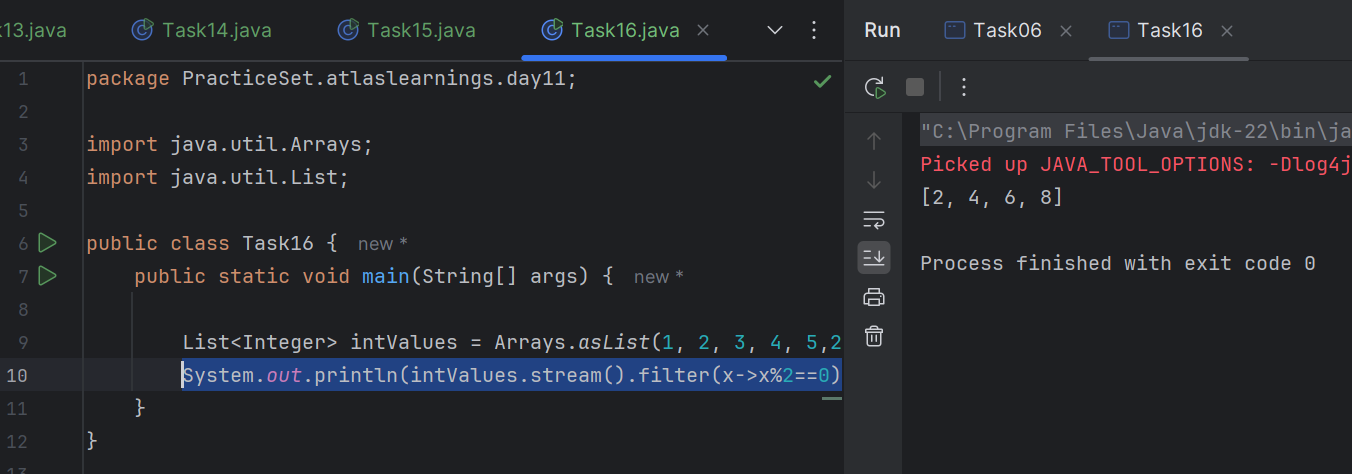 13.java Task14.java Task15.java Task16.java
1 package PracticeSet.atlaslearnings.day11;
2
3 import java.util.Arrays;
4 import java.util.List;
5
6 public class Task16 { new *
7 public static void main(String[] args) { new *
8
9 List<Integer> intValues = Arrays.asList(1, 2, 3, 4, 5,2
10 System.out.println(intValues.stream().filter(x->x%2==0)
11 }
12 }
13
Run Task06 Task16
"C:\Program Files\Java\jdk-22\bin\ja
Picked up JAVA_TOOL_OPTIONS: -Dlog4j
[2, 4, 6, 8]
Process finished with exit code 0